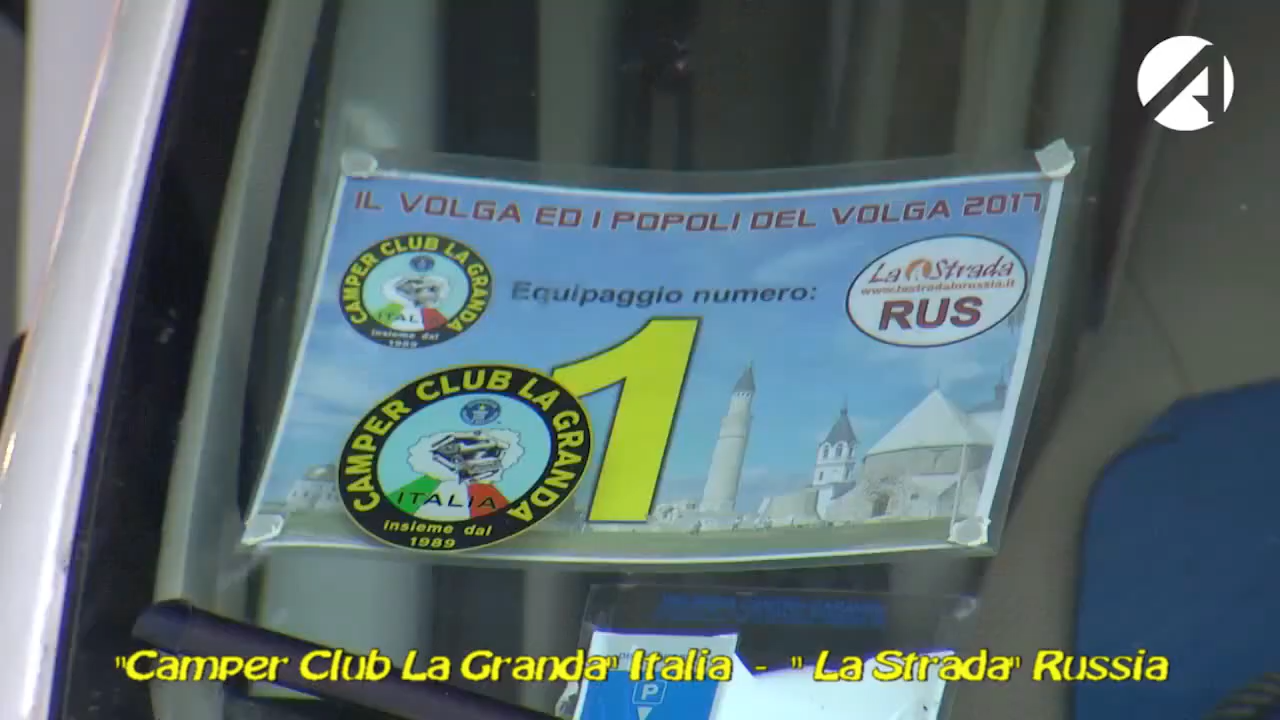 IL VOLGA ED I POPOLI DEL VOLGA 2017
CAMPER CLUB LA GRANDA
ITALIA
insieme dal
1989
Equipaggio numero:
La Strada
www.lastradainrussia.it
RUS
1
CAMPER CLUB LA GRANDA
ITALIA
insieme dal
1989
P
"Camper Club La Granda" Italia - " La Strada" Russia